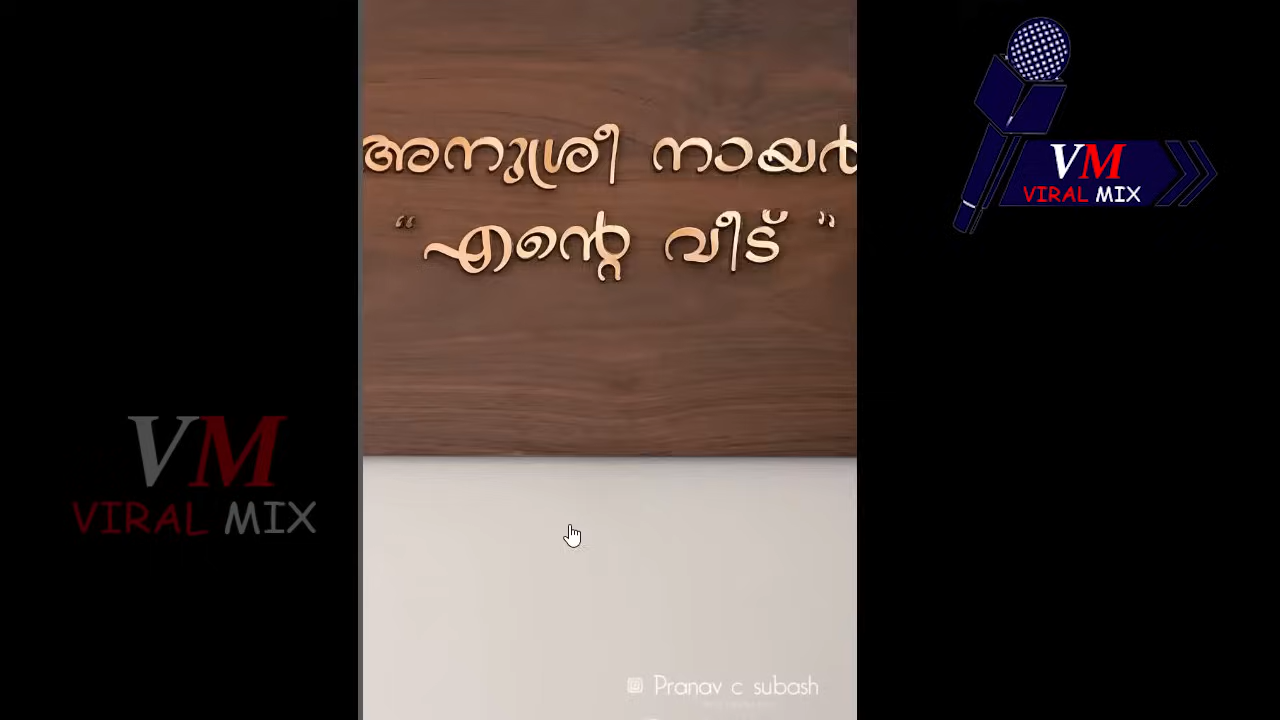 അനുശ്രീ നായർ
“ എന്റെ വീട് ”
VM
VIRAL MIX
VM
VIRAL MIX
Pranav c subash